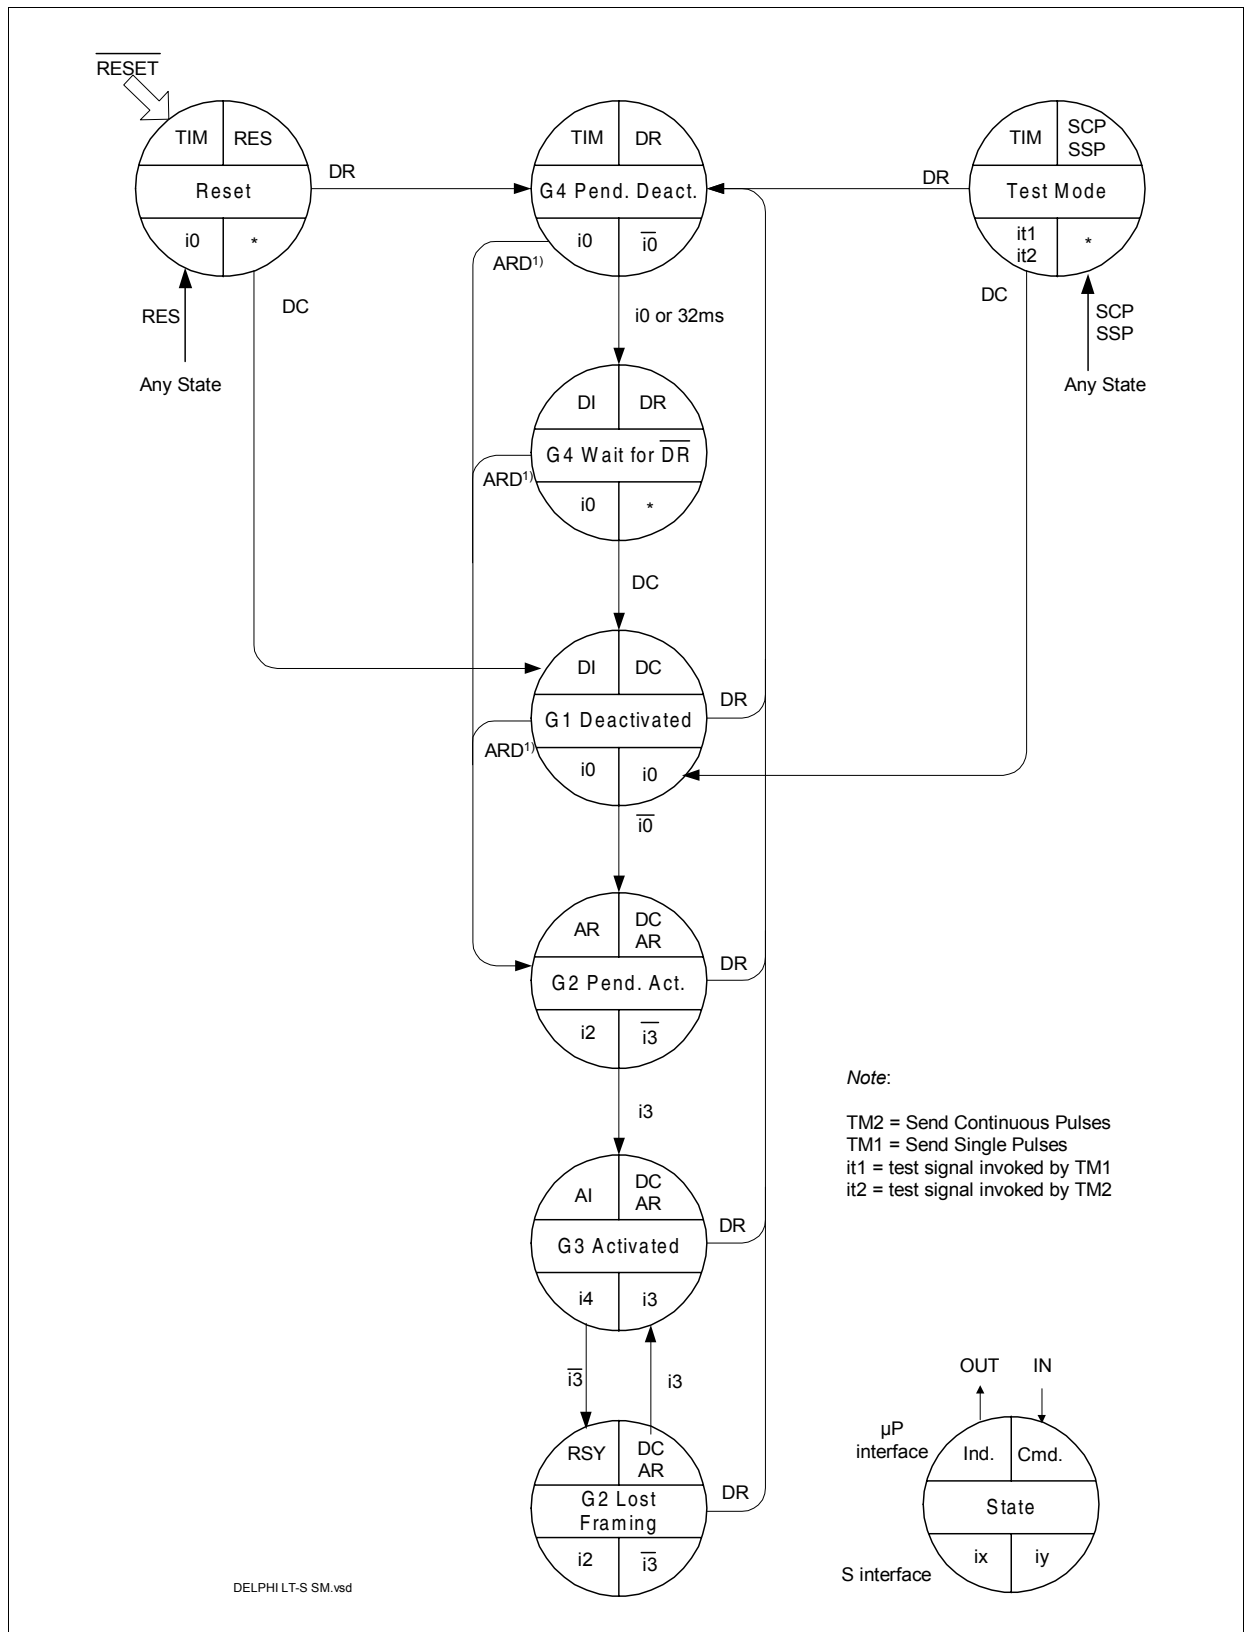 RESET
TIM RES
Reset
i0 *
RES
Any State
DR
DC
TIM DR
G4 Pend. Deact.
i0 i0
ARD1)
i0 or 32ms
TIM SCP
SSP
Test Mode
it1
it2 *
DR
DC
SCP
SSP
Any State
DI DR
G4 Wait for DR
i0 *
ARD1)
DC
DI DC
G1 Deactivated
i0 i0
ARD1)
DR
i0
AR DC
AR
G2 Pend. Act.
i2 i3
DR
i3
AI DC
AR
G3 Activated
i4 i3
DR
i3 i3
RSY DC
AR
G2 Lost
Framing
i2 i3
DR
Note:
TM2 = Send Continuous Pulses
TM1 = Send Single Pulses
it1 = test signal invoked by TM1
it2 = test signal invoked by TM2
OUT IN
µP
interface
Ind. Cmd.
State
ix iy
S interface
DELPHI LT-S SM.vsd